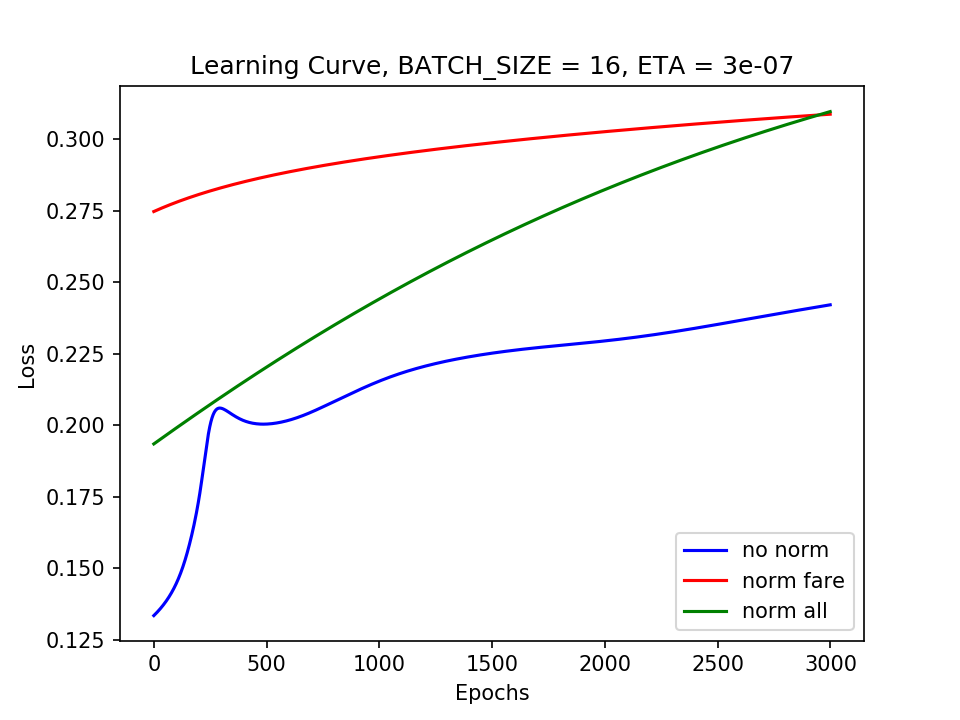 Learning Curve, BATCH_SIZE = 16, ETA = 3e-07
0.300
0.275
0.250
0.225
0.200
0.175
0.150
0.125
Loss
no norm
norm fare
norm all
0 500 1000 1500 2000 2500 3000
Epochs